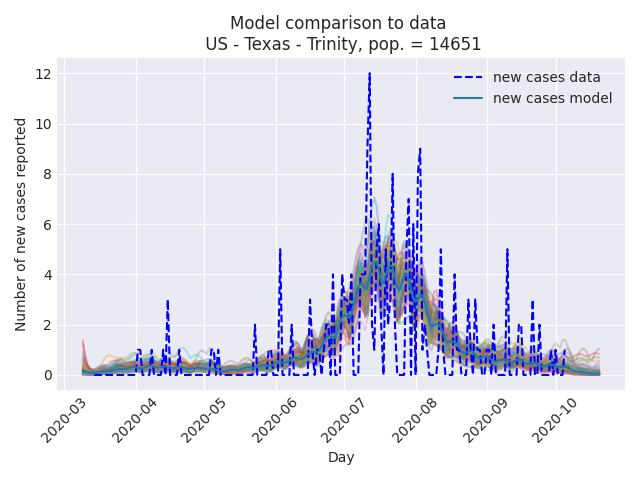 Model comparison to data
US - Texas - Trinity, pop. = 14651
new cases data
new cases model
Number of new cases reported
12
10
8
6
4
2
0
2020-03
2020-04
2020-05
2020-06
2020-07
2020-08
2020-09
2020-10
Day